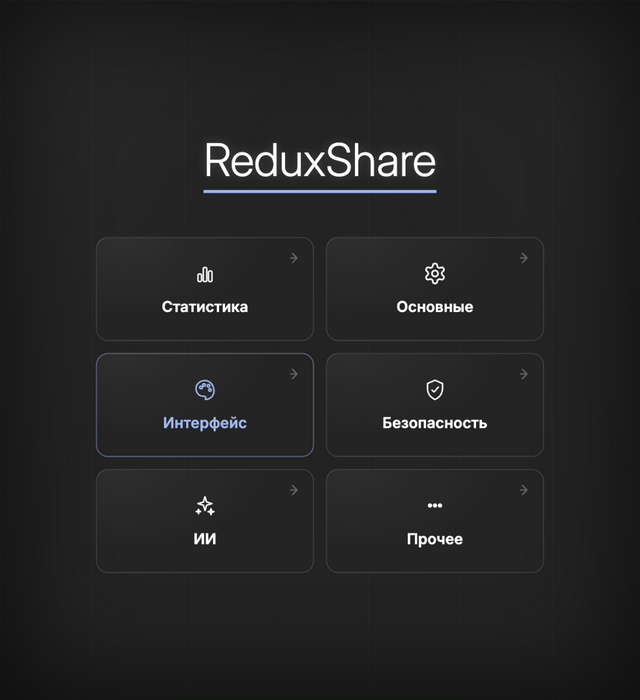 ReduxShare
Статистика
Основные
Интерфейс
Безопасность
ИИ
Прочее